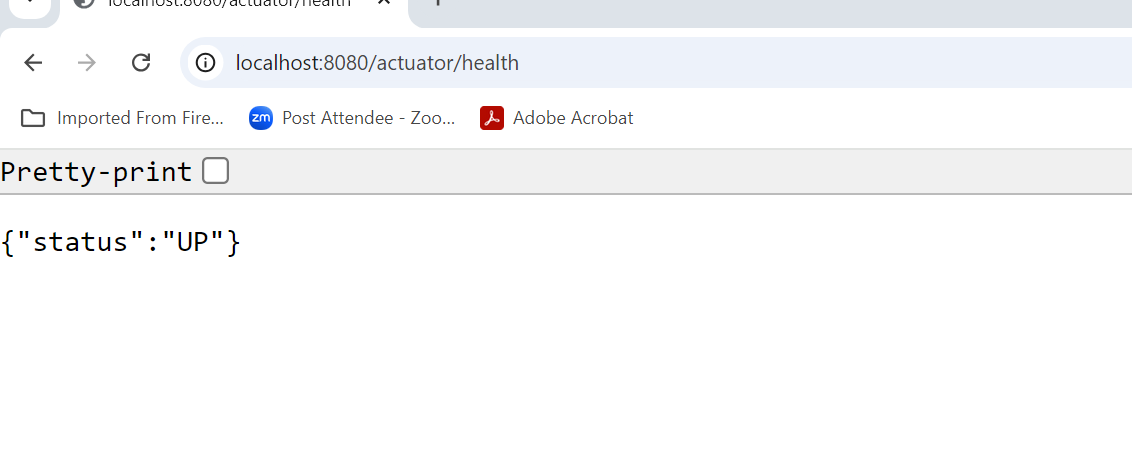 localhost:8080/actuator/health
localhost:8080/actuator/health
Imported From Fire... zm Post Attendee - Zoo... Adobe Acrobat
Pretty-print
{"status":"UP"}